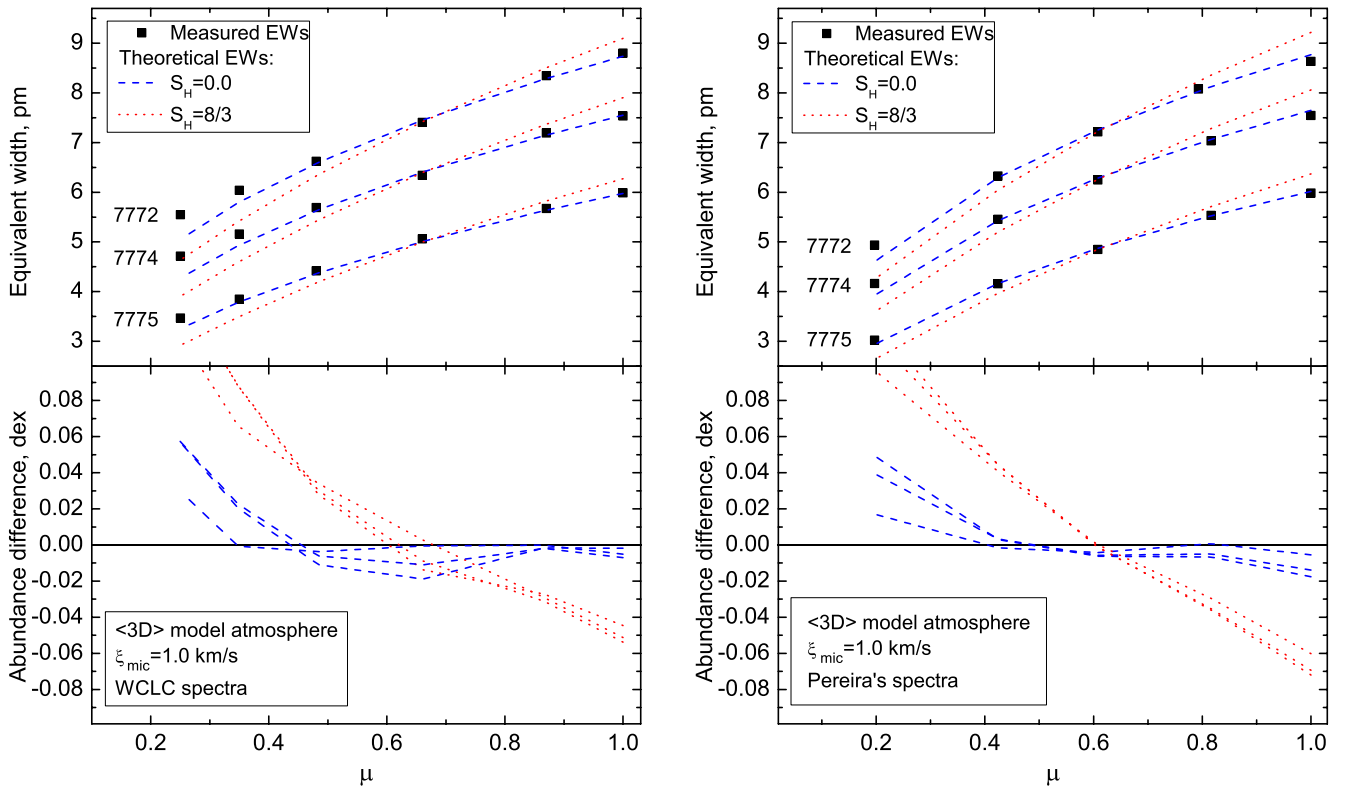 Measured EWs
Theoretical EWs:
S_H=0.0
S_H=8/3
Equivalent width, pm
9
8
7
6
5
4
3
7772
7774
7775
Abundance difference, dex
0.08
0.06
0.04
0.02
0.00
-0.02
-0.04
-0.06
-0.08
<3D> model atmosphere
ξ_mic=1.0 km/s
WCLC spectra
0.2 0.4 0.6 0.8 1.0
μ
Measured EWs
Theoretical EWs:
S_H=0.0
S_H=8/3
Equivalent width, pm
9
8
7
6
5
4
3
7772
7774
7775
Abundance difference, dex
0.08
0.06
0.04
0.02
0.00
-0.02
-0.04
-0.06
-0.08
<3D> model atmosphere
ξ_mic=1.0 km/s
Pereira's spectra
0.2 0.4 0.6 0.8 1.0
μ